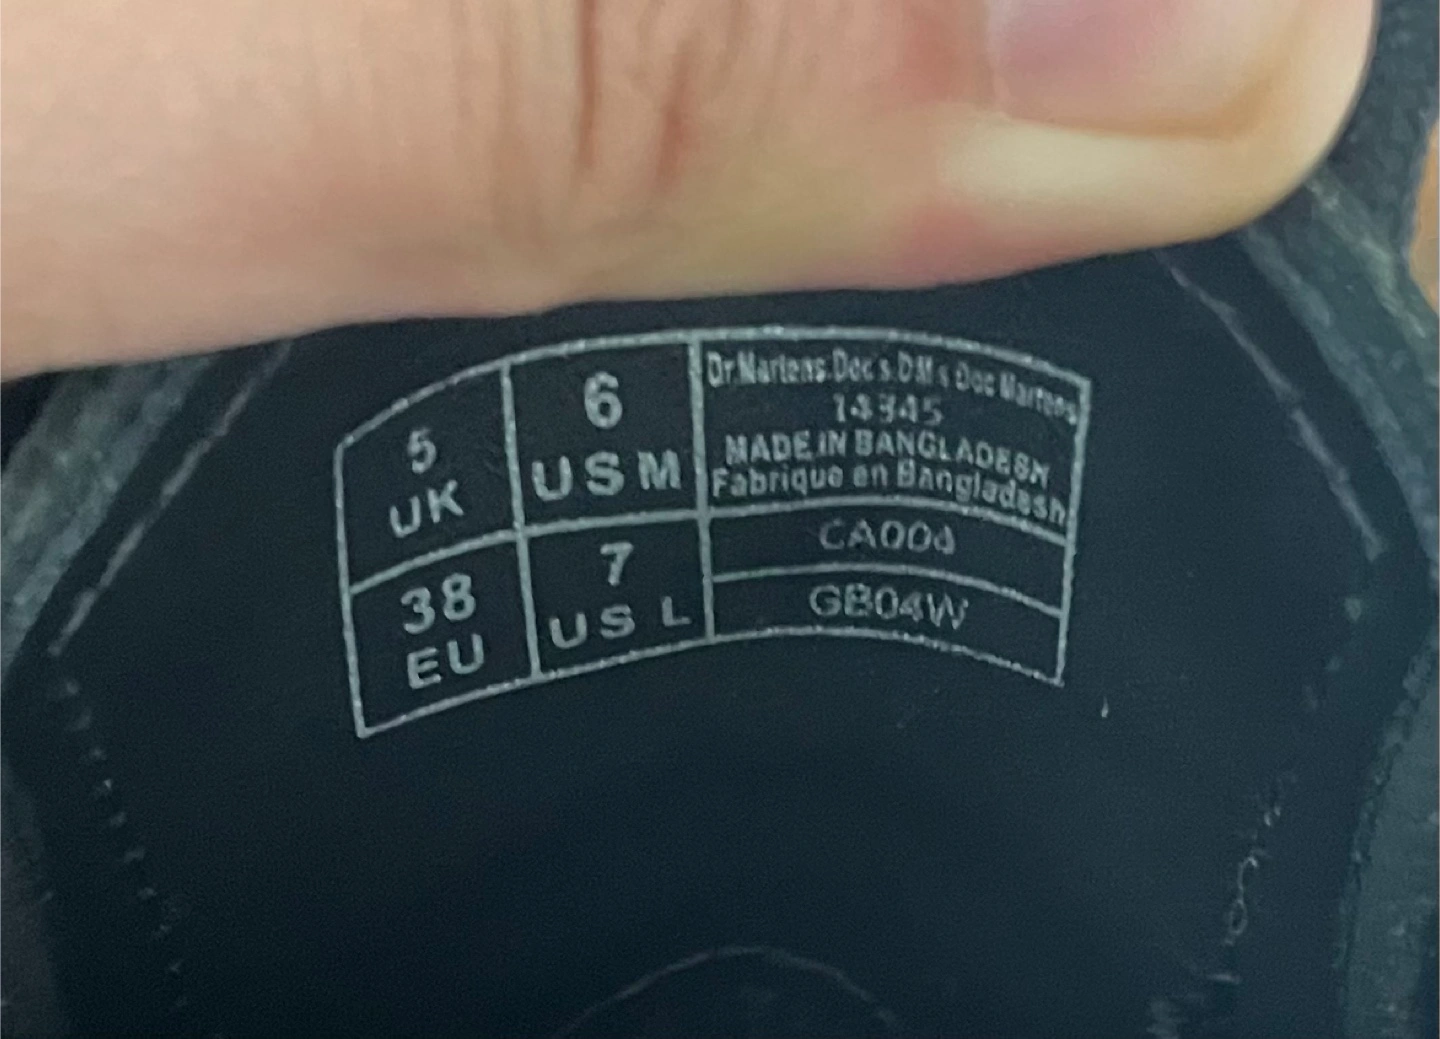 5
UK
6
US M
Dr.Martens.Doc's.DM's Doc Martens
14345
MADE IN BANGLADESH
Fabrique en Bangladesh
38
EU
7
US L
CA004
GB04W